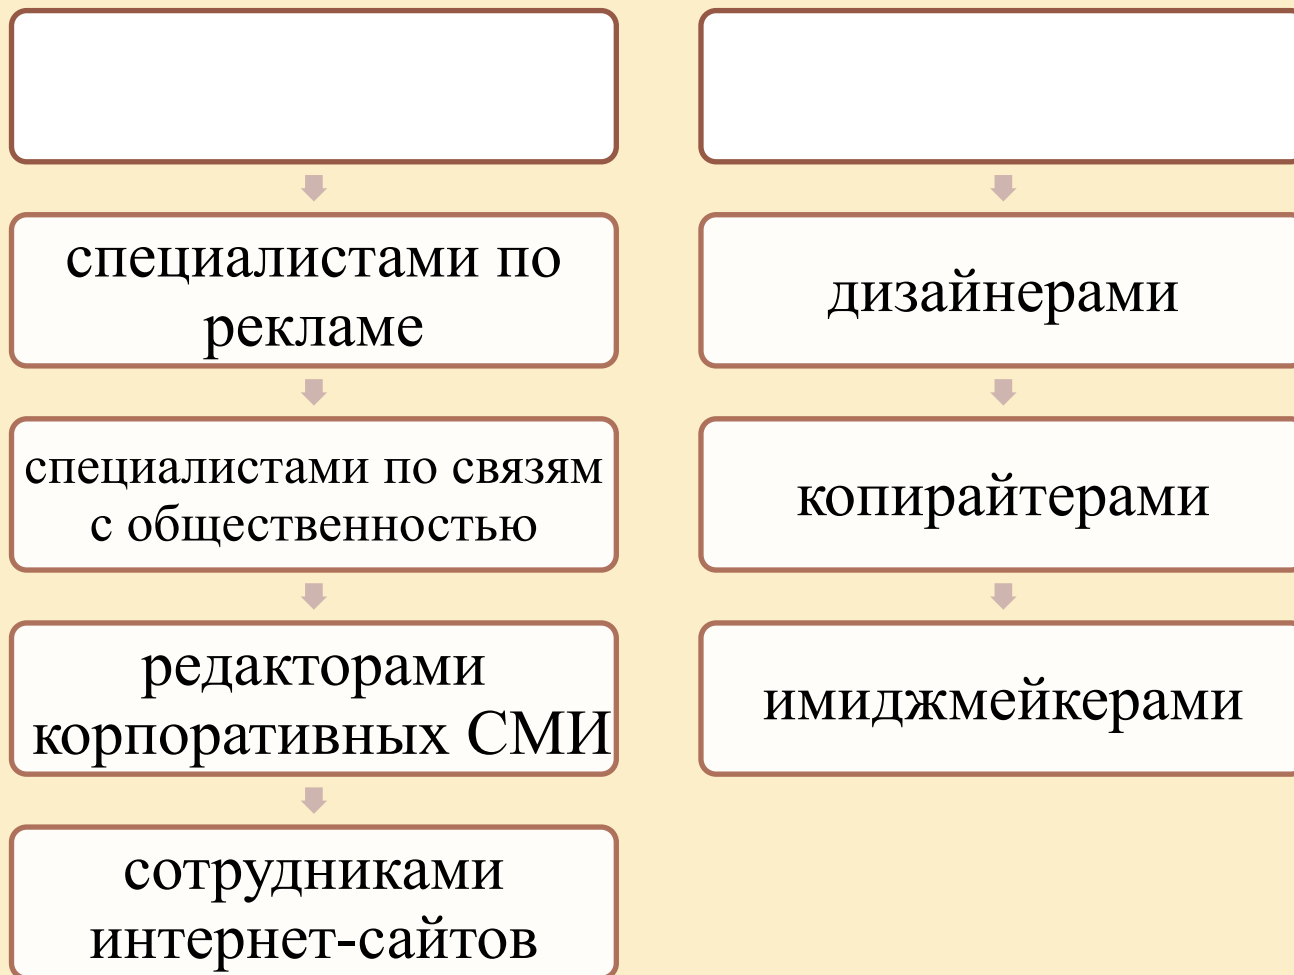 специалистами по
рекламе
специалистами по связям
с общественностью
редакторами
корпоративных СМИ
сотрудниками
интернет-сайтов
дизайнерами
копирайтерами
имиджмейкерами